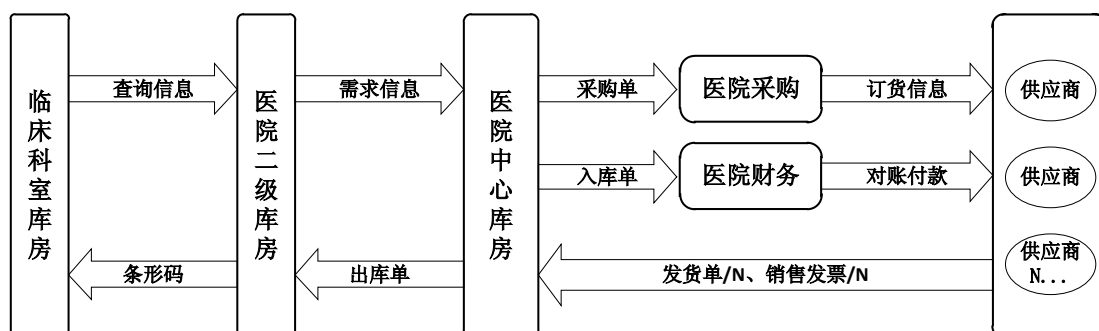 临床科室库房
查询信息
条形码
医院二级库房
需求信息
出库单
医院中心库房
采购单
医院采购
订货信息
入库单
医院财务
对账付款
发货单/N、销售发票/N
供应商
供应商
供应商
N...